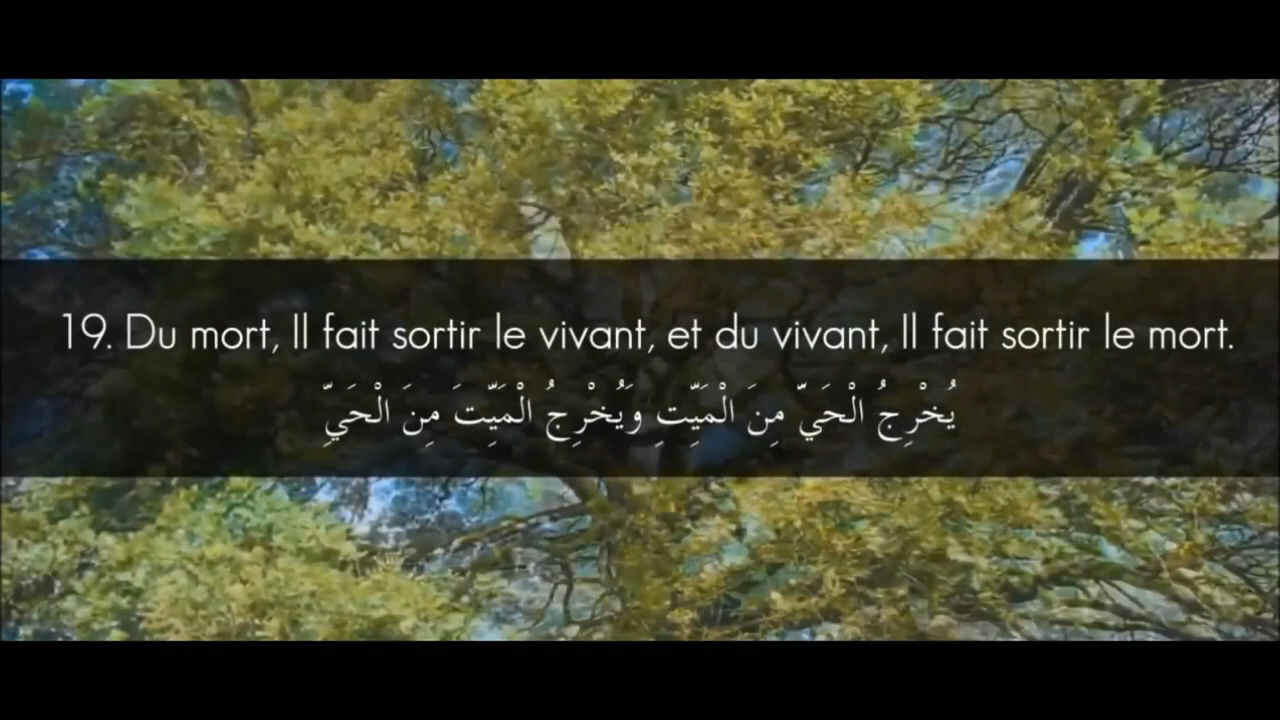 19. Du mort, Il fait sortir le vivant, et du vivant, Il fait sortir le mort.
يُخْرِجُ الْحَيَّ مِنَ الْمَيِّتِ وَيُخْرِجُ الْمَيِّتَ مِنَ الْحَيِّ